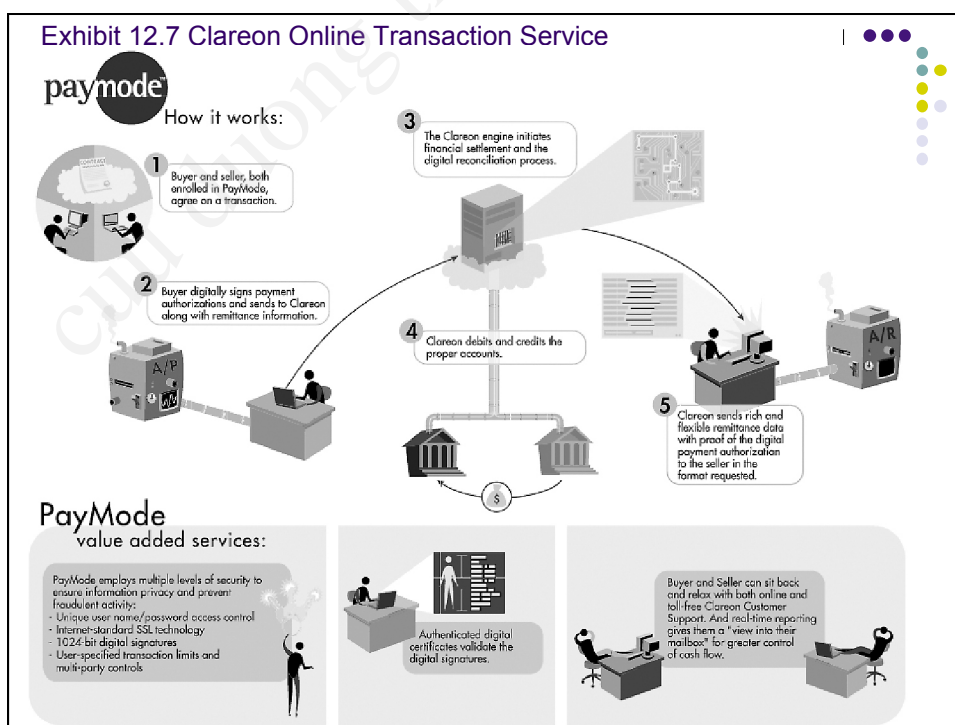 Exhibit 12.7 Clareon Online Transaction Service
paymode™
How it works:
1
Buyer and seller, both
enrolled in PayMode,
agree on a transaction.
CONTRACT
2
Buyer digitally signs payment
authorizations and sends to Clareon
along with remittance information.
A/P
3
The Clareon engine initiates
financial settlement and the
digital reconciliation process.
4
Clareon debits and credits the
proper accounts.
$
A/R
5
Clareon sends rich and
flexible remittance data
with proof of the digital
payment authorization
to the seller in the
format requested.
PayMode
value added services:
PayMode employs multiple levels of security to
ensure information privacy and prevent
fraudulent activity:
- Unique user name/password access control
- Internet-standard SSL technology
- 1024-bit digital signatures
- User-specified transaction limits and
multi-party controls
Authenticated digital
certificates validate the
digital signatures.
Buyer and Seller can sit back
and relax with both online and
toll-free Clareon Customer
Support. And real-time reporting
gives them a "view into their
mailbox" for greater control
of cash flow.
cuu duong